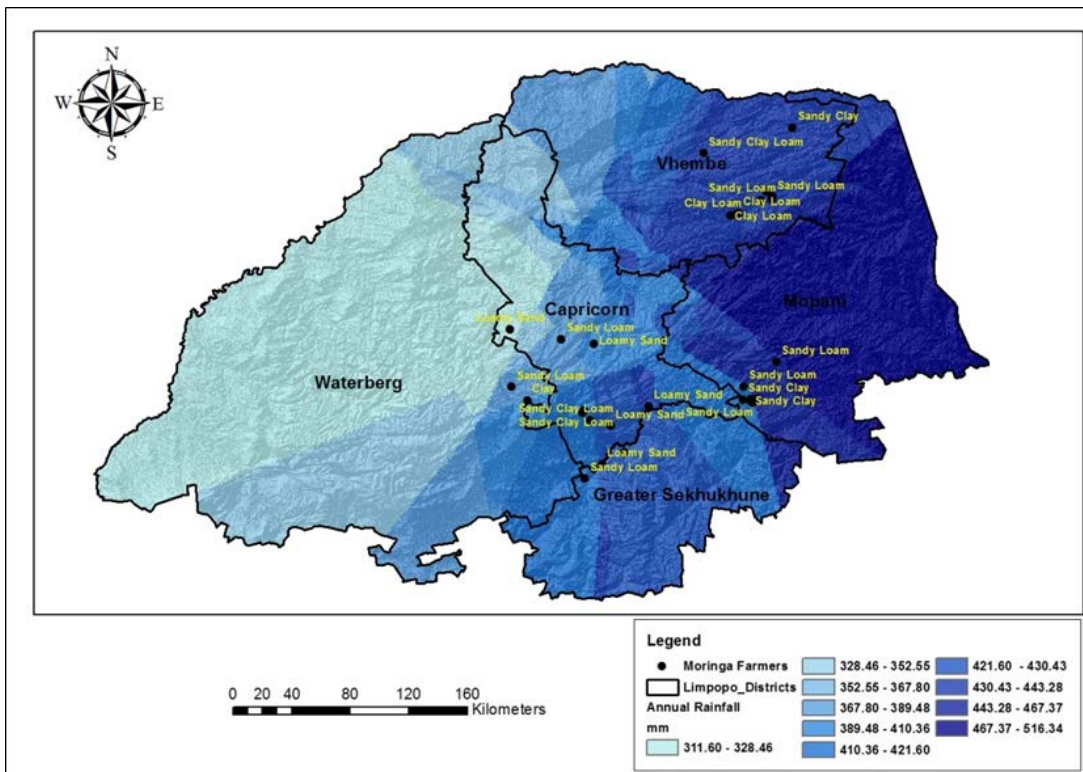 N
W E
S
Sandy Clay
Sandy Clay Loam
Vhembe
Sandy Loam Sandy Loam
Clay Loam Clay Loam
Clay Loam
Mopani
Capricorn
Loamy Sand
Sandy Loam
Loamy Sand
Sandy Loam
Waterberg
Sandy Loam
Clay
Sandy Loam
Sandy Clay
Sandy Clay
Loamy Sand
Sandy Clay Loam
Loamy Sand
Sandy Loam
Sandy Clay Loam
Loamy Sand
Sandy Loam
Greater Sekhukhune
0 20 40 80 120 160
Kilometers
Legend
Moringa Farmers
Limpopo_Districts
Annual Rainfall
mm
311.60 - 328.46
328.46 - 352.55
352.55 - 367.80
367.80 - 389.48
389.48 - 410.36
410.36 - 421.60
421.60 - 430.43
430.43 - 443.28
443.28 - 467.37
467.37 - 516.34